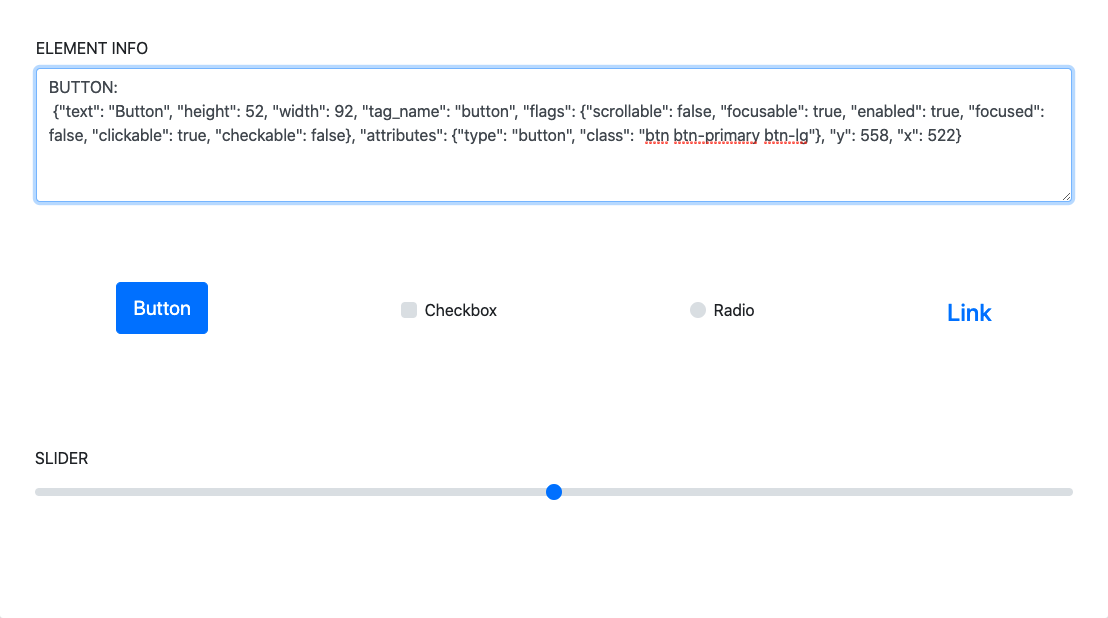 ELEMENT INFO
BUTTON:
{"text": "Button", "height": 52, "width": 92, "tag_name": "button", "flags": {"scrollable": false, "focusable": true, "enabled": true, "focused":
false, "clickable": true, "checkable": false}, "attributes": {"type": "button", "class": "btn btn-primary btn-lg"}, "y": 558, "x": 522}
Button
Checkbox
Radio
Link
SLIDER